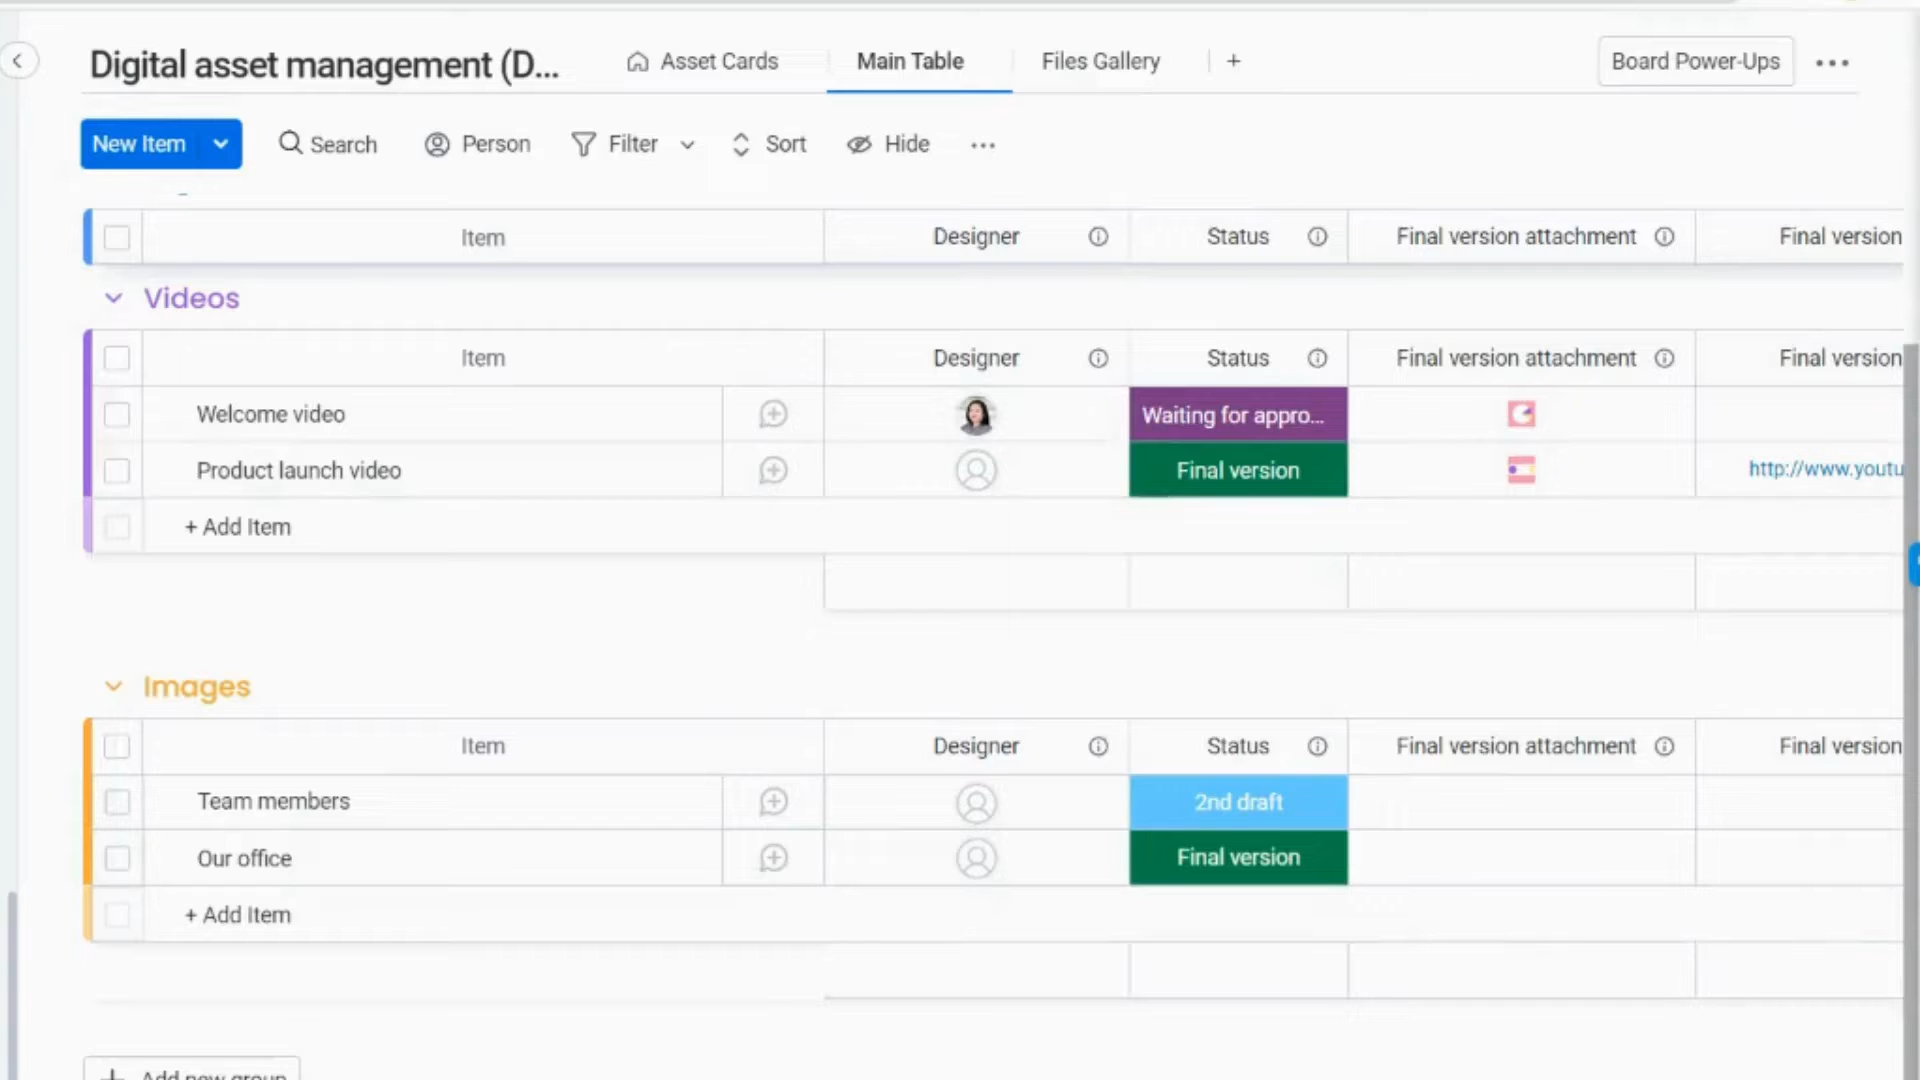 Digital asset management (D...
Asset Cards
Main Table
Files Gallery
+
Board Power-Ups
New Item
Search
Person
Filter
Sort
Hide
Item Designer Status Final version attachment Final version
Videos
Item Designer Status Final version attachment Final version
Welcome video Waiting for appro...
Product launch video Final version http://www.youtu
+ Add Item
Images
Item Designer Status Final version attachment Final version
Team members 2nd draft
Our office Final version
+ Add Item
+ Add new group